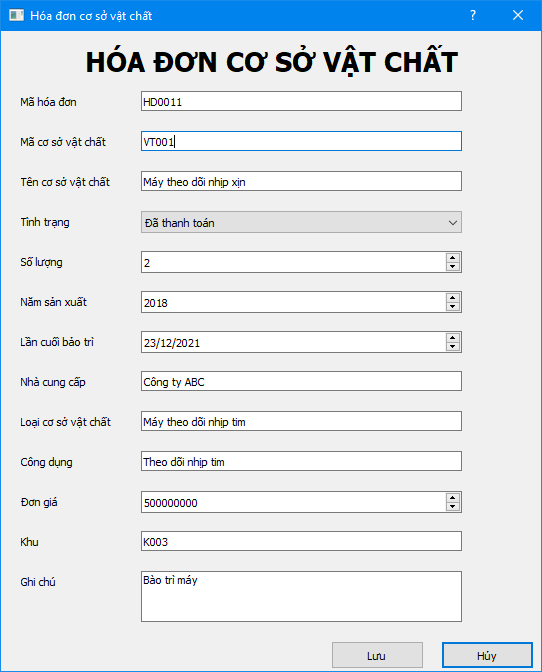 Hóa đơn cơ sở vật chất
HÓA ĐƠN CƠ SỞ VẬT CHẤT
Mã hóa đơn HD0011
Mã cơ sở vật chất VT001
Tên cơ sở vật chất Máy theo dõi nhịp xịn
Tình trạng Đã thanh toán
Số lượng 2
Năm sản xuất 2018
Lần cuối bảo trì 23/12/2021
Nhà cung cấp Công ty ABC
Loại cơ sở vật chất Máy theo dõi nhịp tim
Công dụng Theo dõi nhịp tim
Đơn giá 500000000
Khu K003
Ghi chú Bảo trì máy
Lưu Hủy